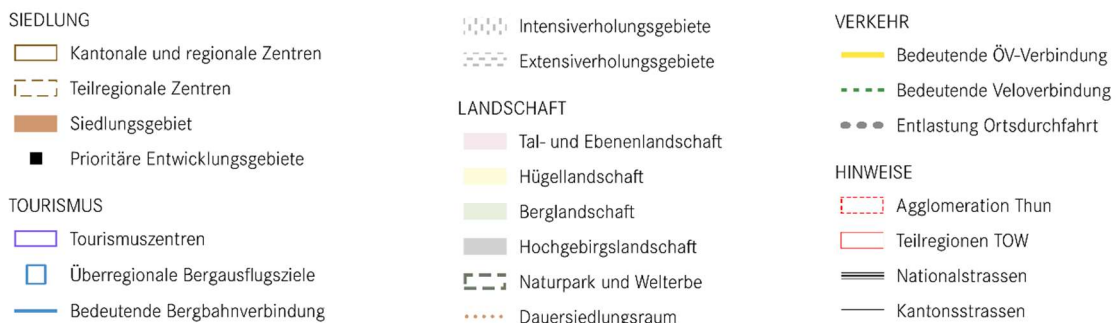 SIEDLUNG
Kantonale und regionale Zentren
Teilregionale Zentren
Siedlungsgebiet
Prioritäre Entwicklungsgebiete
TOURISMUS
Tourismuszentren
Überregionale Bergausflugsziele
Bedeutende Bergbahnverbindung
Intensiverholungsgebiete
Extensiverholungsgebiete
LANDSCHAFT
Tal- und Ebenenlandschaft
Hügellandschaft
Berglandschaft
Hochgebirgslandschaft
Naturpark und Welterbe
Dauersiedlungsraum
VERKEHR
Bedeutende ÖV-Verbindung
Bedeutende Veloverbindung
Entlastung Ortsdurchfahrt
HINWEISE
Agglomeration Thun
Teilregionen TOW
Nationalstrassen
Kantonsstrassen